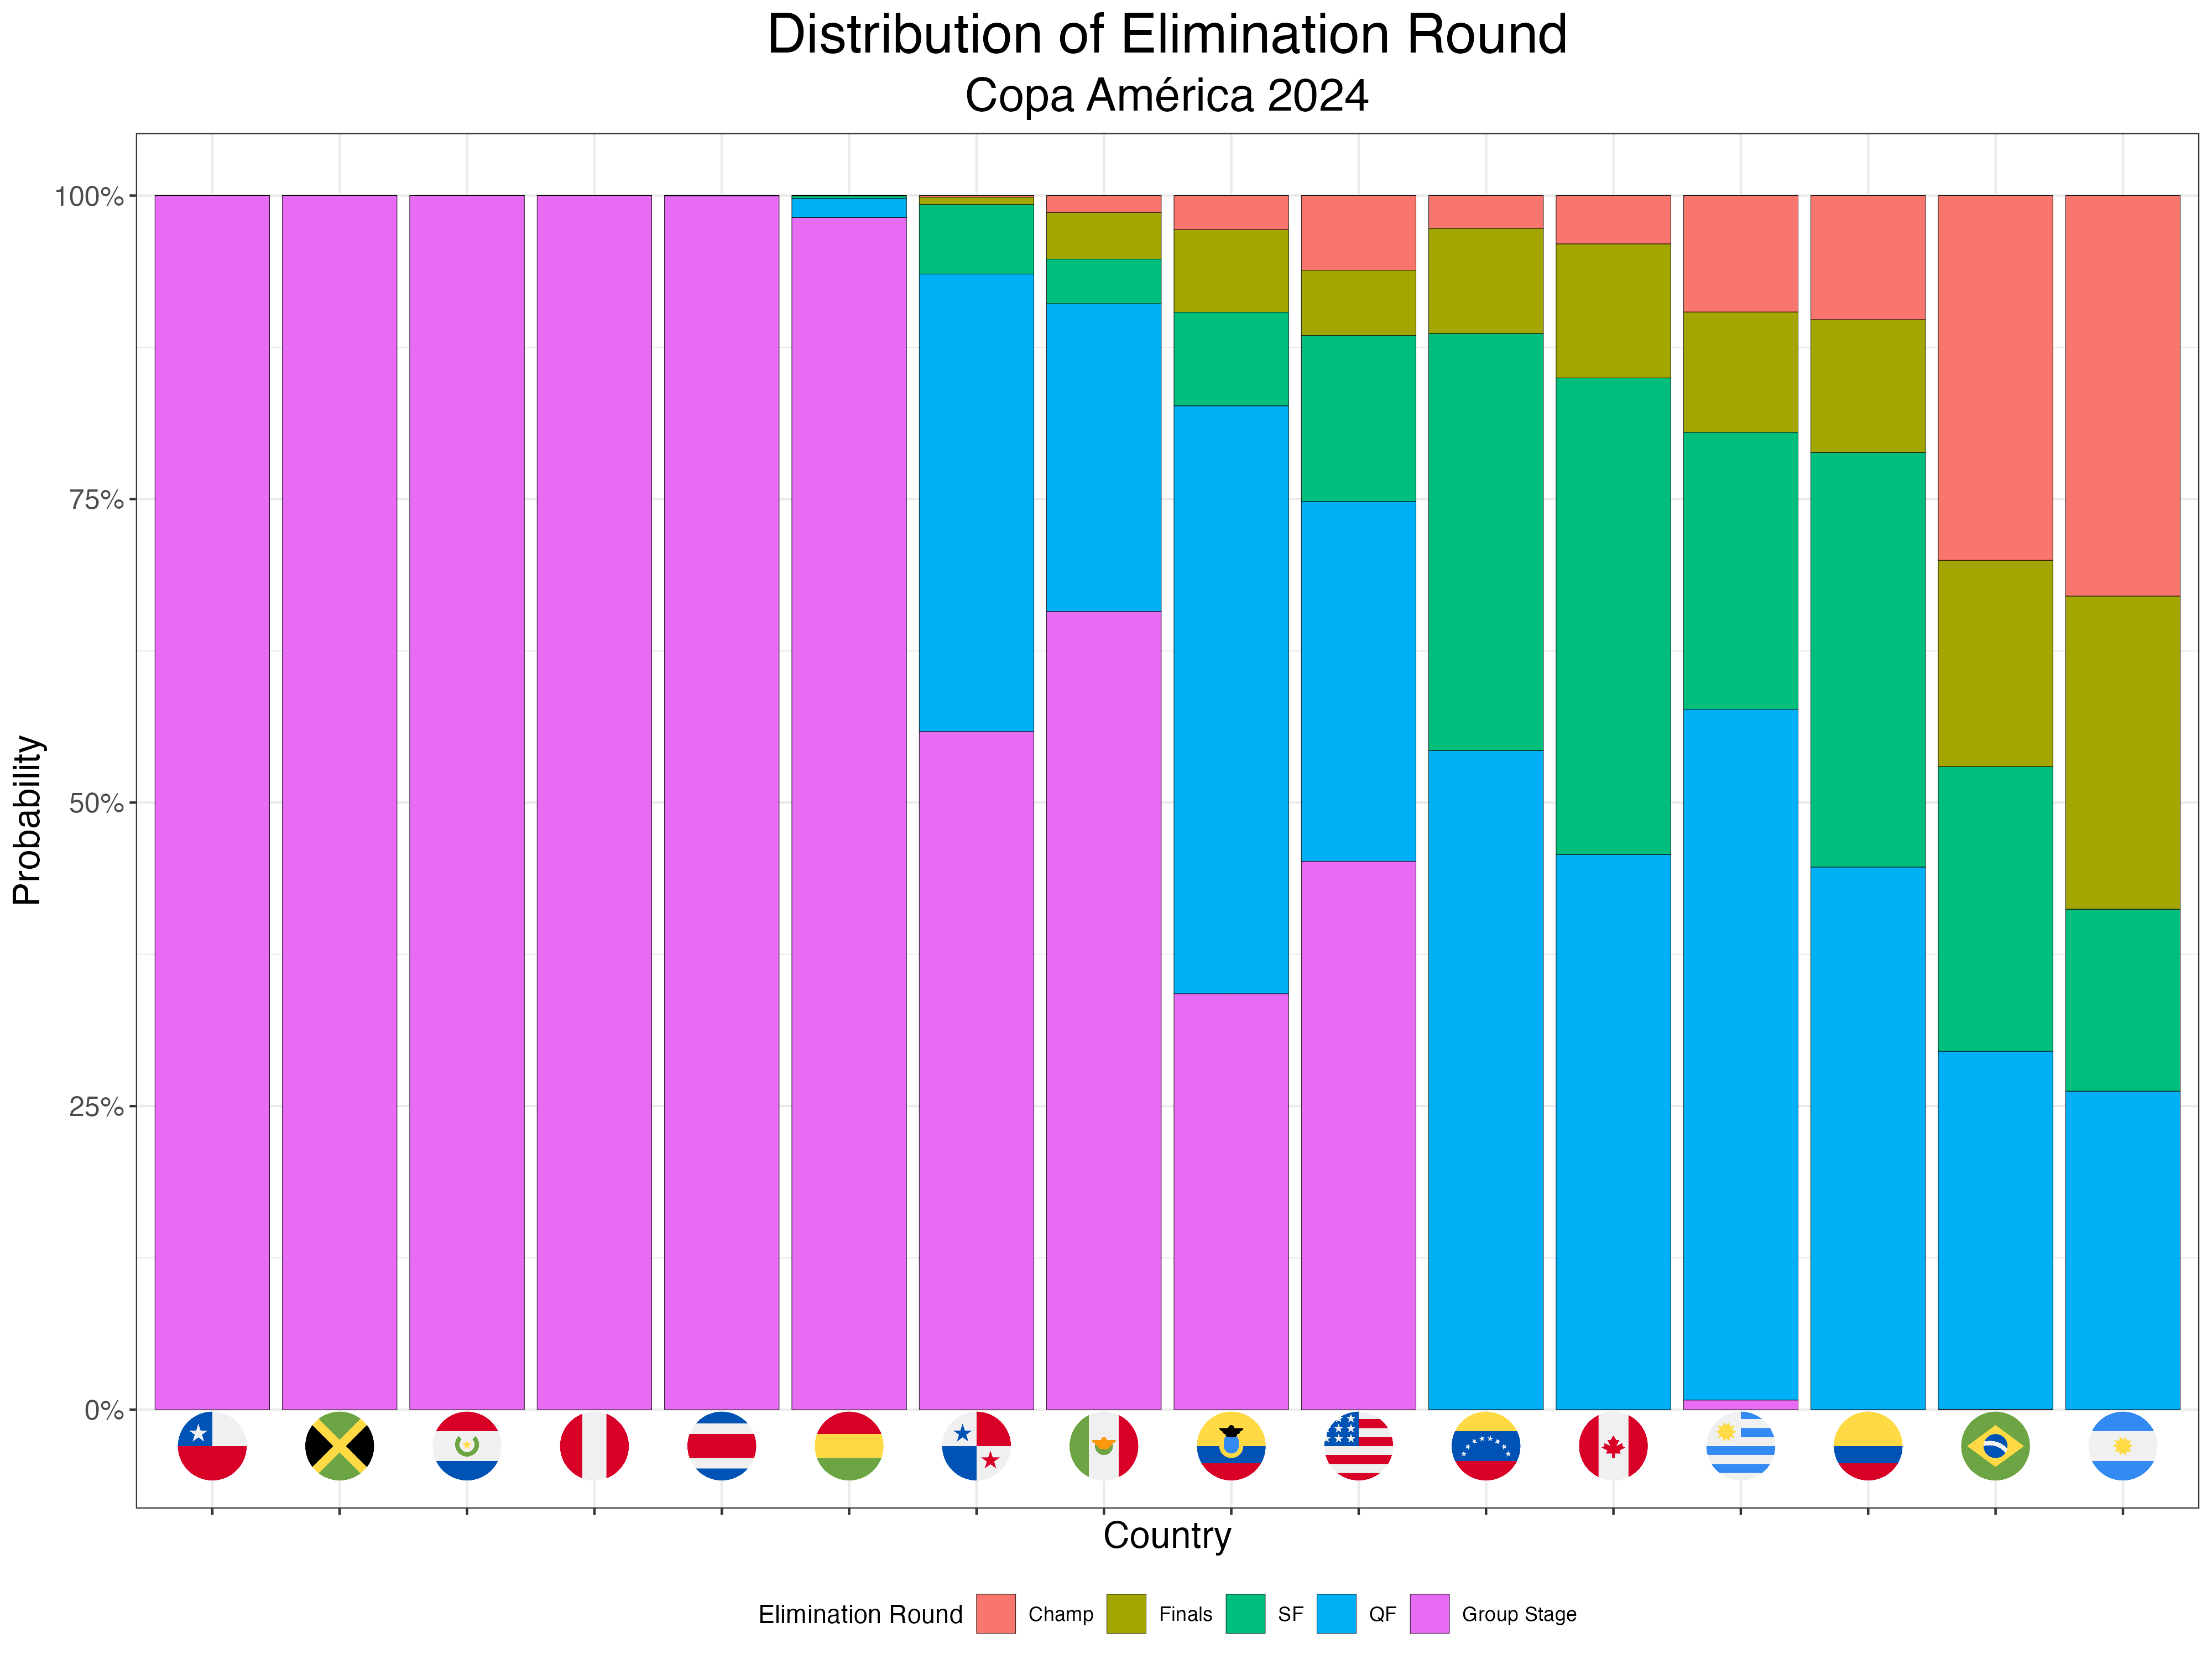 Distribution of Elimination Round
Copa América 2024
100%
75%
50%
25%
0%
Probability
Country
Elimination Round Champ Finals SF QF Group Stage